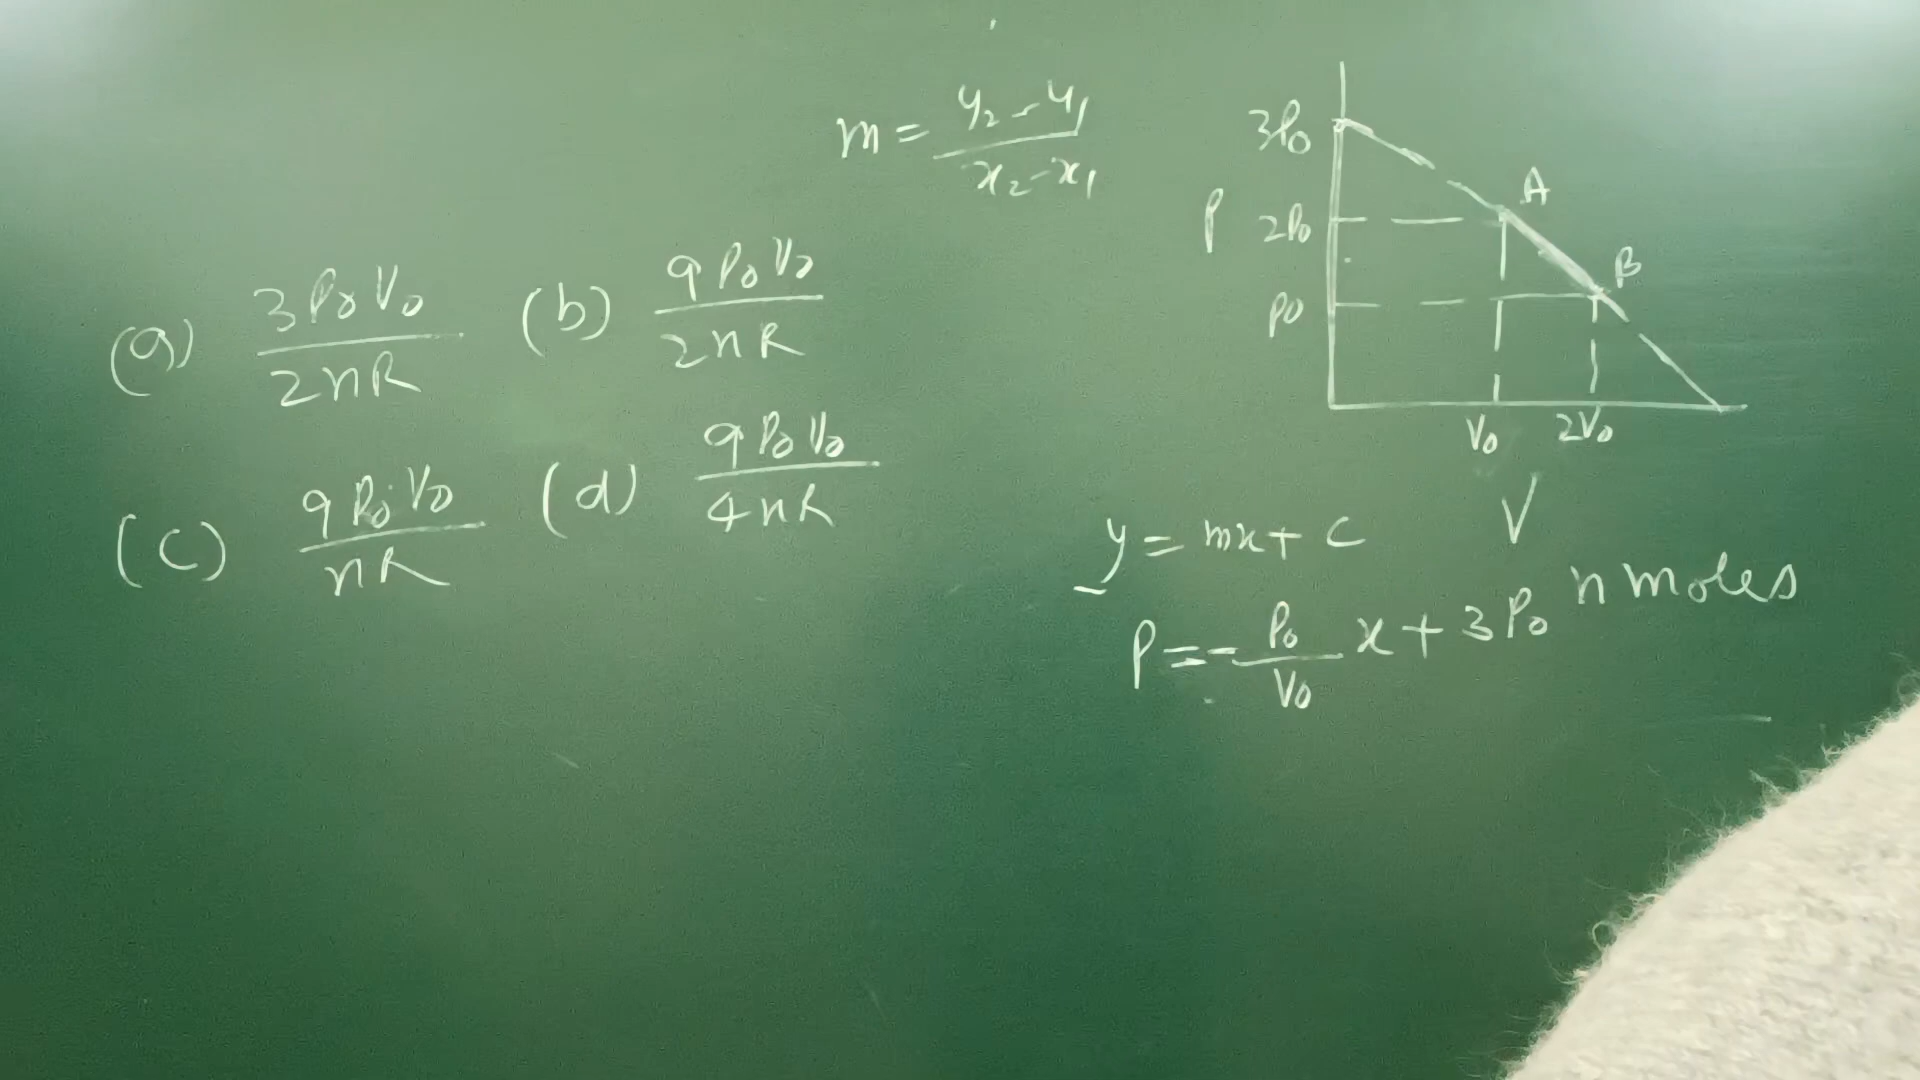 m = y₂ - y₁ / x₂ - x₁
(a) 3P₀V₀ / 2nR (b) 9P₀V₀ / 2nR
(c) 9P₀V₀ / nR (d) 9P₀V₀ / 4nR
3P₀
P 2P₀
P₀
A
B
V₀ 2V₀
V
y = mx + c
n moles
P = - P₀/V₀ x + 3P₀